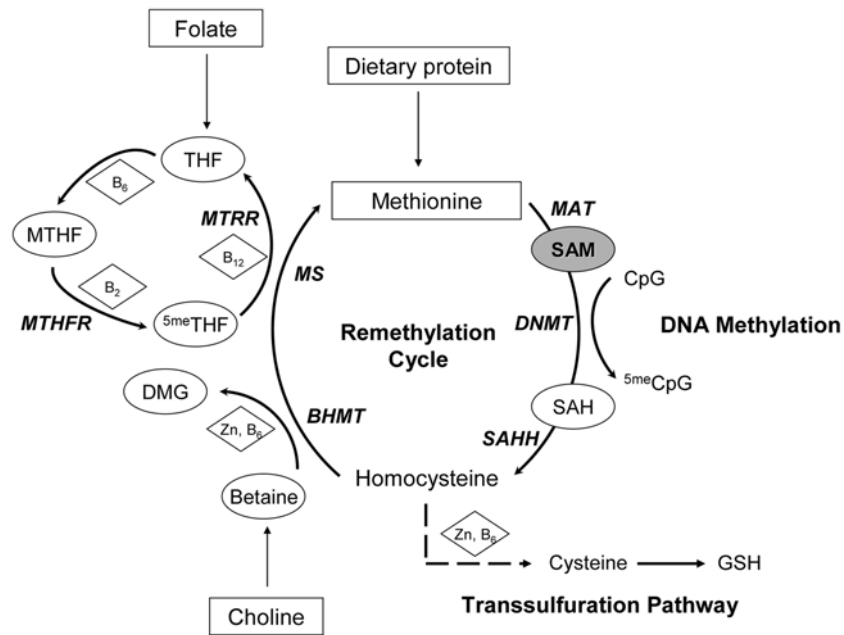 Folate
Dietary protein
THF
B₆
MTRR
Methionine
MAT
MTHF
B₁₂
SAM
B₂
MS
CpG
MTHFR
⁵ᵐᵉTHF
Remethylation
Cycle
DNMT
DNA Methylation
DMG
⁵ᵐᵉCpG
SAH
Zn, B₆
BHMT
SAHH
Betaine
Homocysteine
Zn, B₆
Cysteine
GSH
Choline
Transsulfuration Pathway